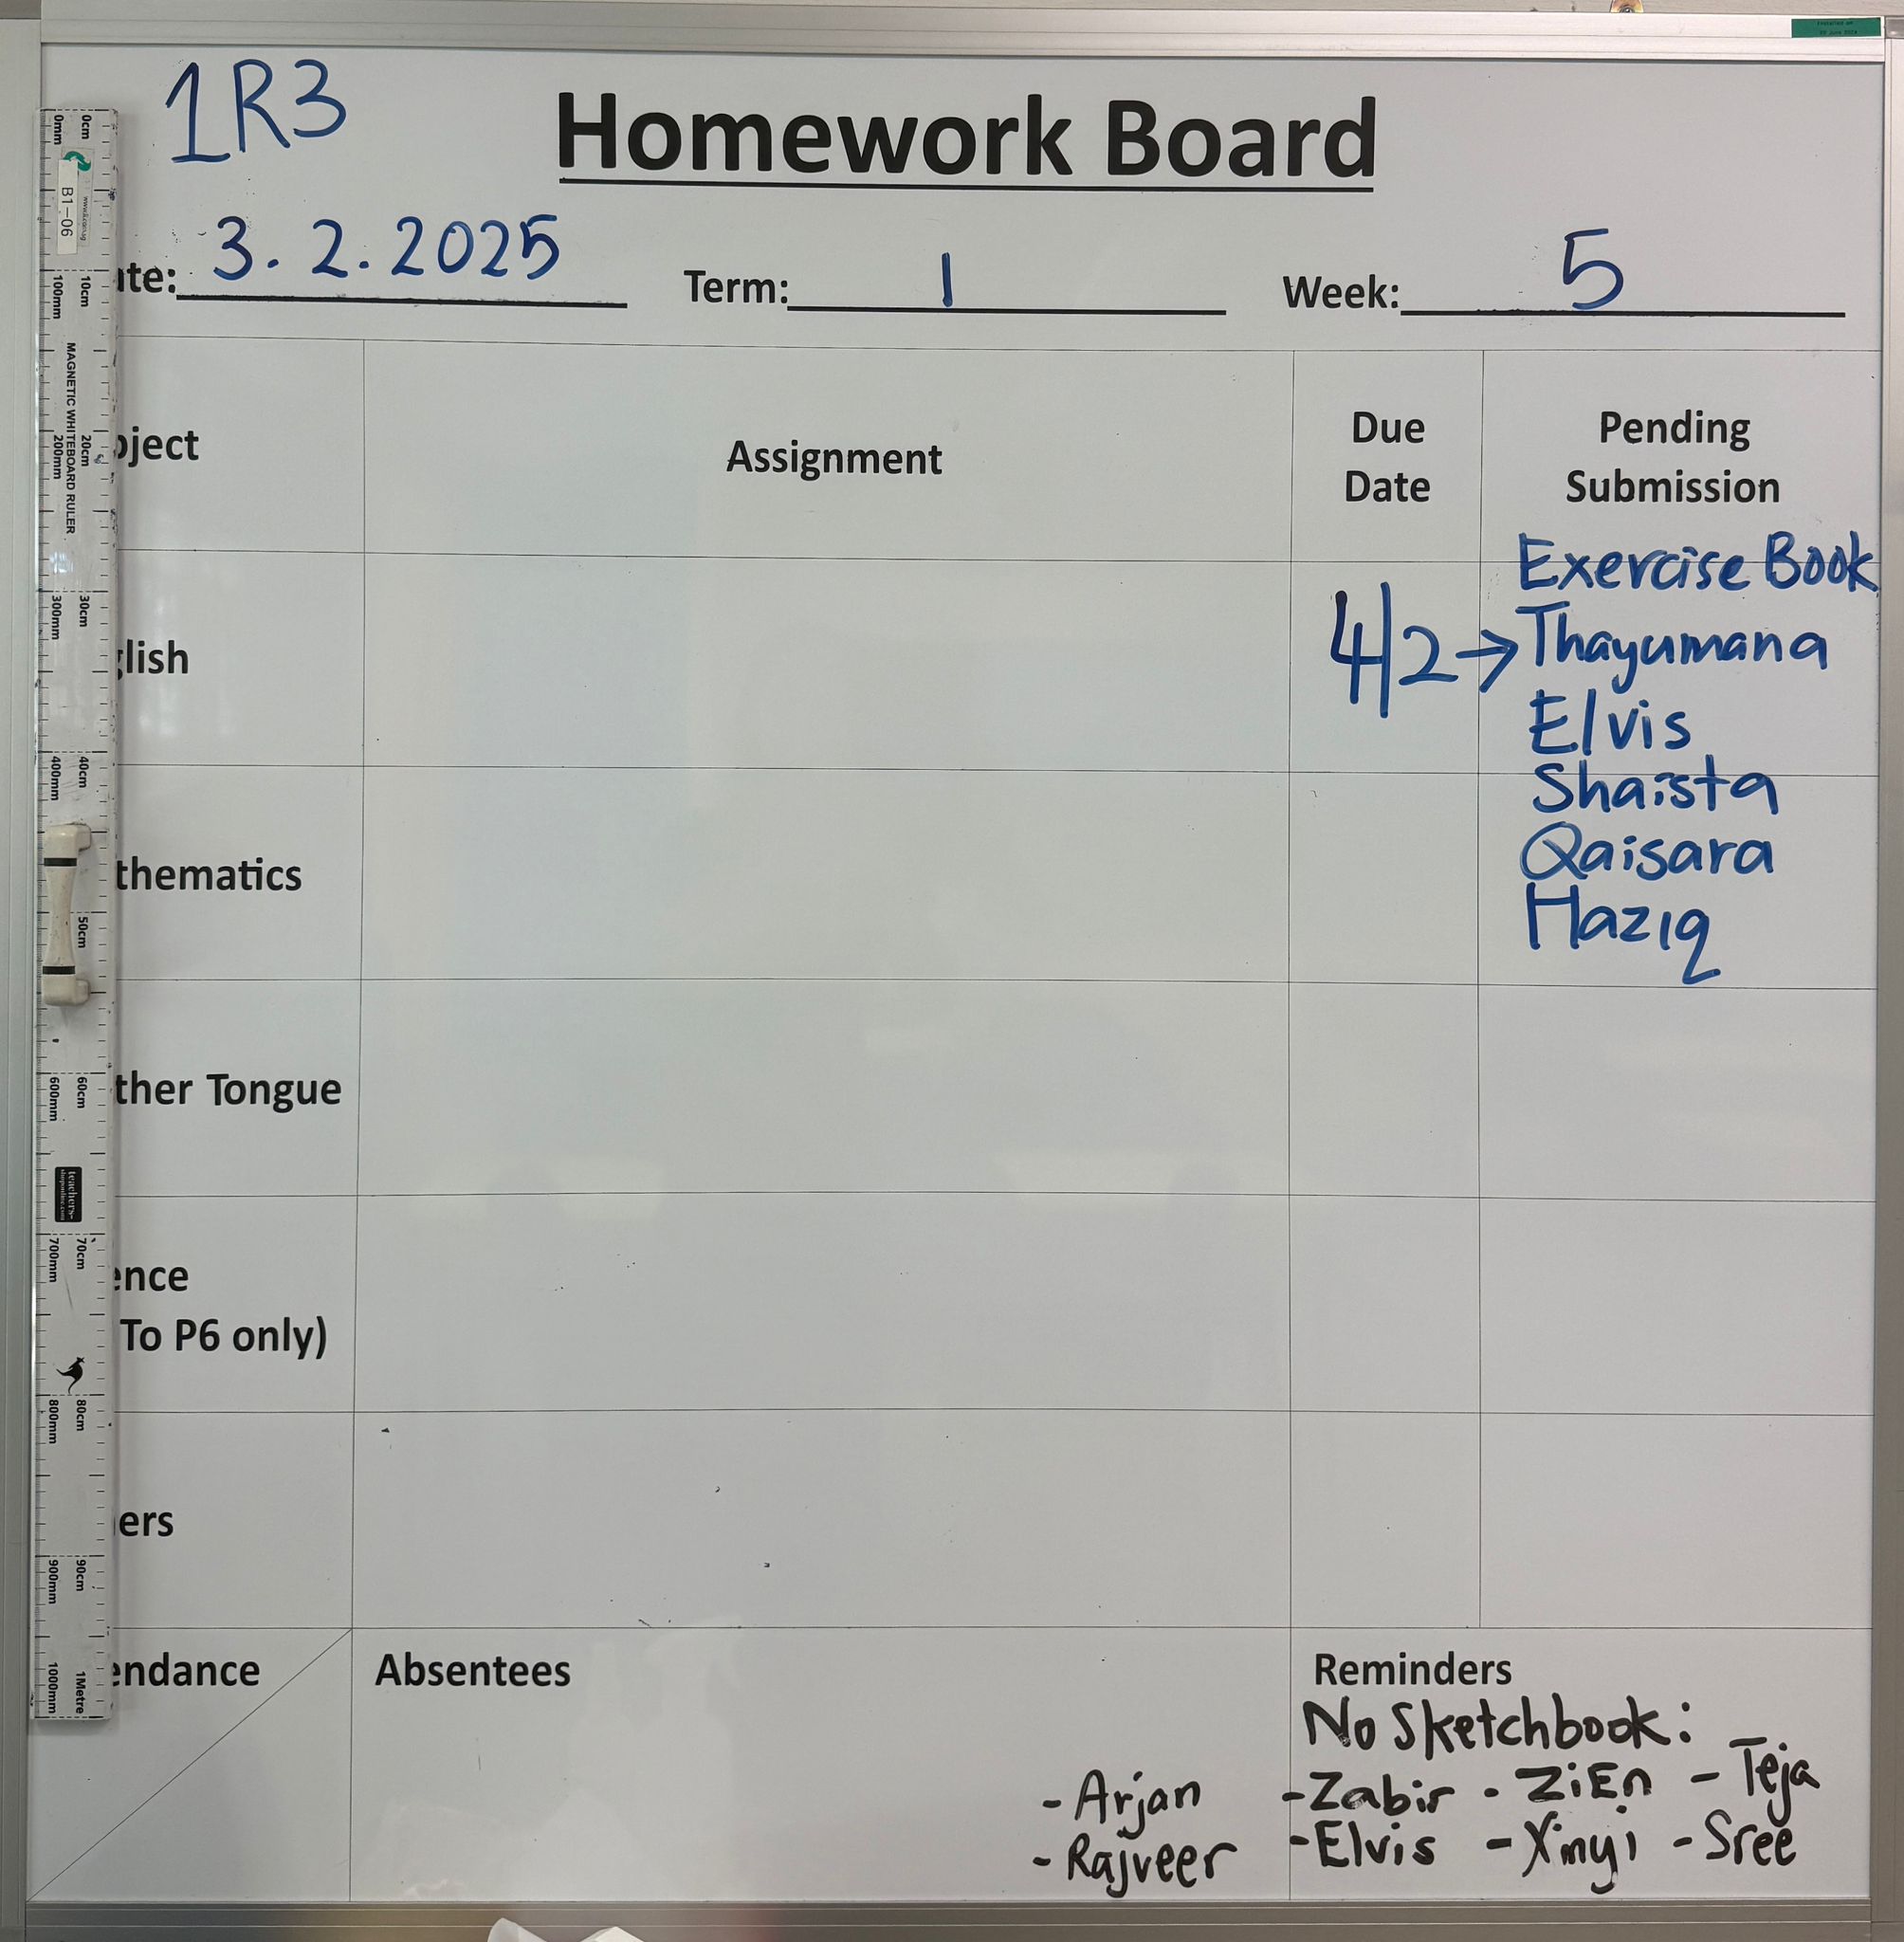 1R3
Homework Board
ate: 3. 2. 2025 Term: 1 Week: 5
ject Assignment Due Date Pending Submission
Exercise Book
glish 4/2 → Thayumana
Elvis
Shaista
Qaisara
Haziq
thematics
ther Tongue
ence
To P6 only)
ers
endance Absentees Reminders
No Sketchbook:
- Arjan - Zabir - ZiEn - Teja
- Rajveer - Elvis - Xinyi - Sree
0cm 10cm 20cm 30cm 40cm 50cm 60cm 70cm 80cm 90cm 1Metre
0mm 100mm 200mm 300mm 400mm 600mm 700mm 800mm 900mm 1000mm
B1-06
MAGNETIC WHITEBOARD RULER
teachers-